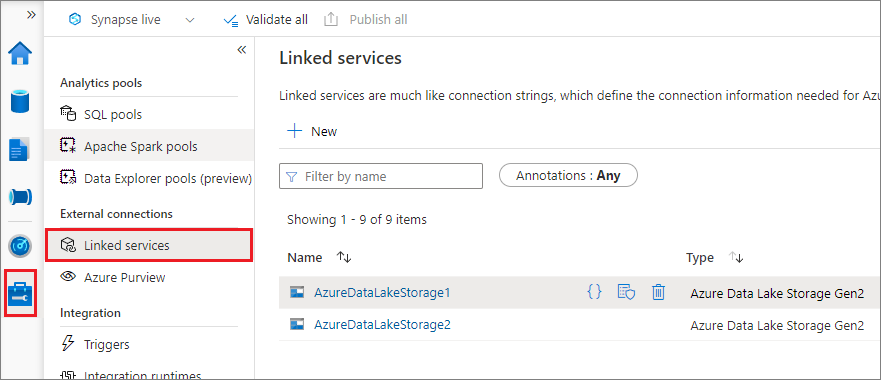 »
Synapse live
Validate all
Publish all
«
Analytics pools
SQL pools
Apache Spark pools
Data Explorer pools (preview)
External connections
Linked services
Azure Purview
Integration
Triggers
Integration runtimes
Linked services
Linked services are much like connection strings, which define the connection information needed for Azu
New
Filter by name
Annotations : Any
Showing 1 - 9 of 9 items
Name
Type
AzureDataLakeStorage1
{}
Azure Data Lake Storage Gen2
AzureDataLakeStorage2
Azure Data Lake Storage Gen2